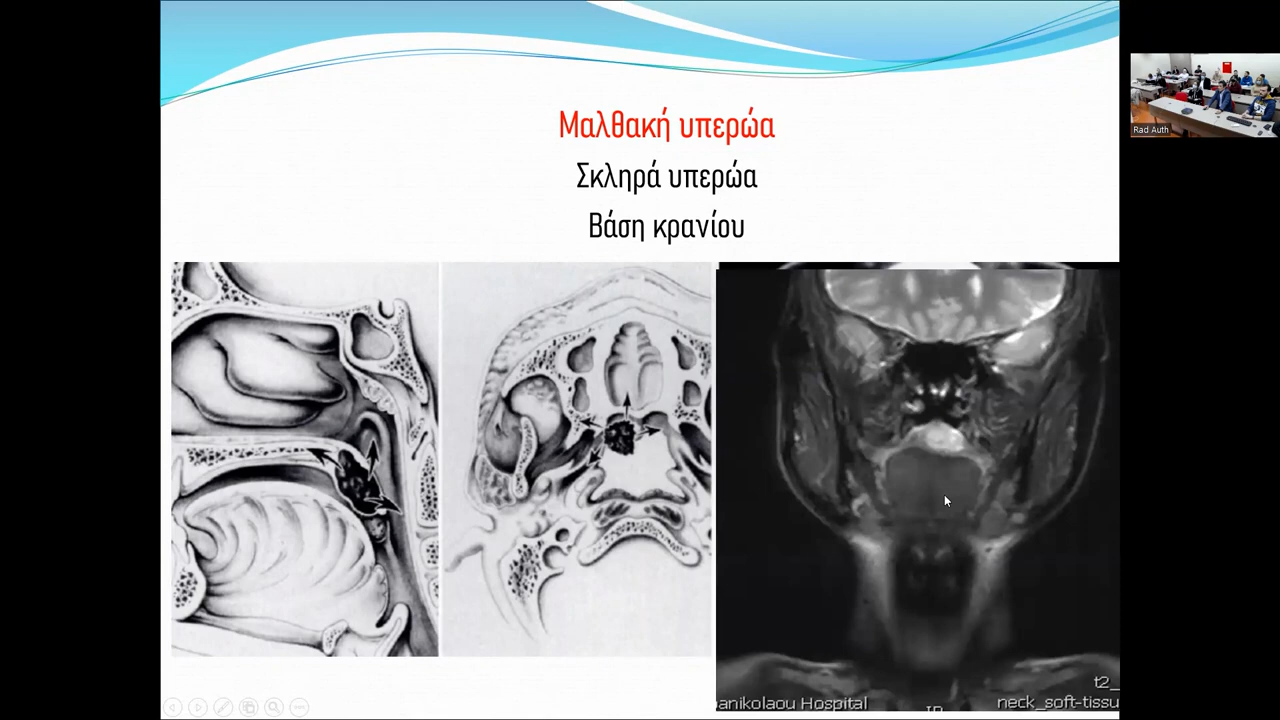 Μαλθακή υπερώα
Σκληρά υπερώα
Βάση κρανίου
Rad Auth
anikolaou Hospital
t2_
neck_soft-tissu